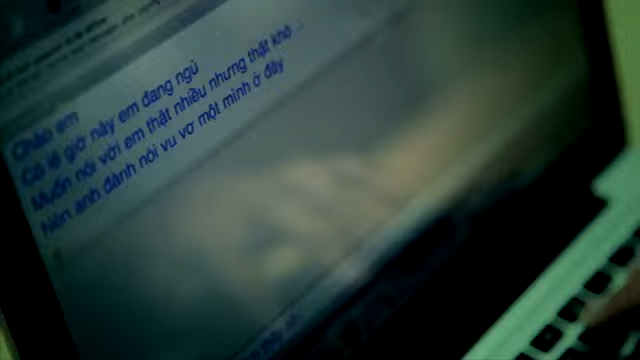 Chào em
Có lẽ giờ này em đang ngủ
Muốn nói với em thật nhiều nhưng thật khó ...
Nên anh đành nói vu vơ một mình ở đây